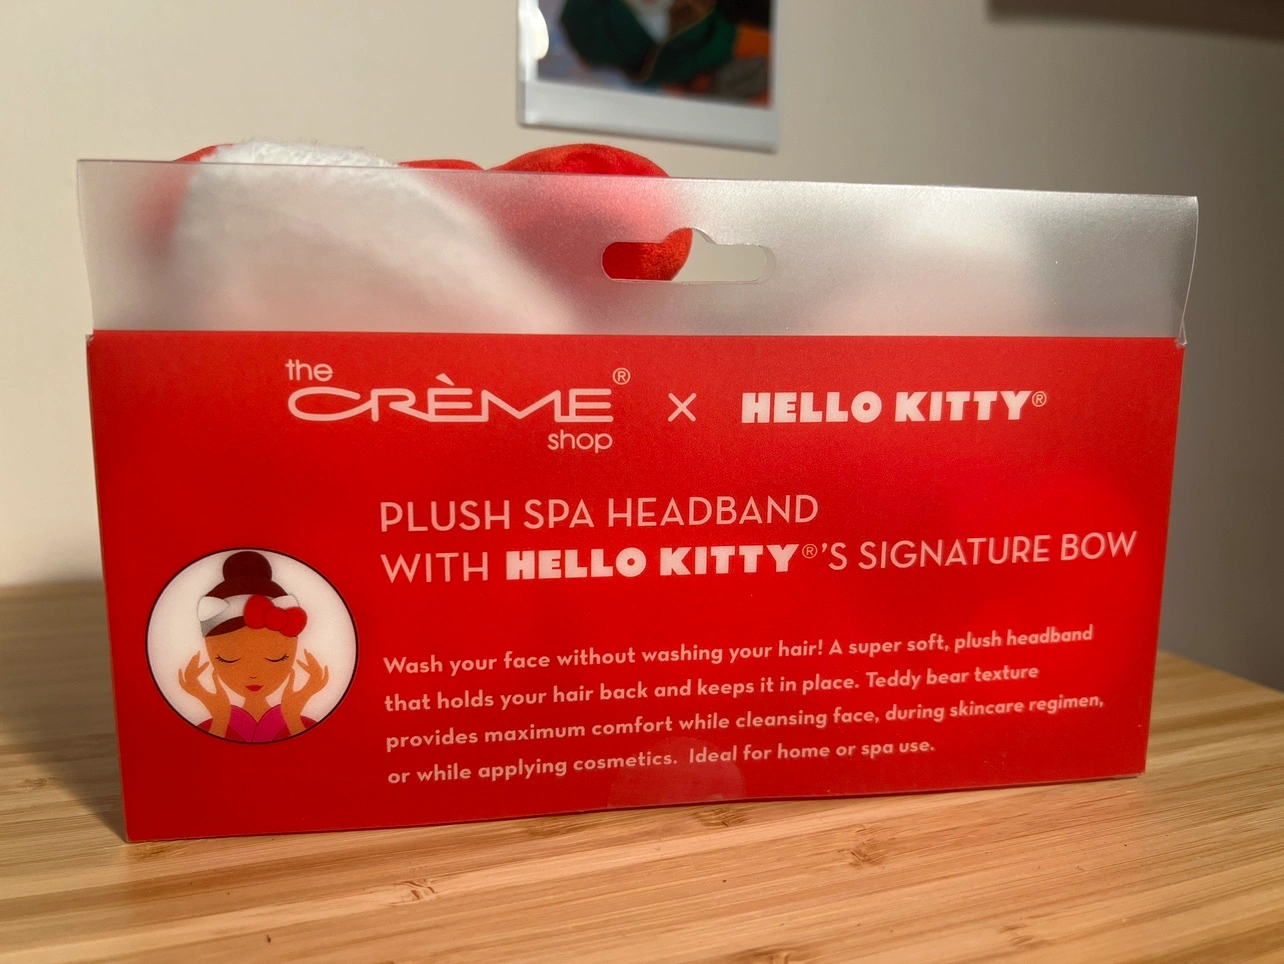 the
CRÈME®
shop
× HELLO KITTY®
PLUSH SPA HEADBAND
WITH HELLO KITTY®'S SIGNATURE BOW
Wash your face without washing your hair! A super soft, plush headband
that holds your hair back and keeps it in place. Teddy bear texture
provides maximum comfort while cleansing face, during skincare regimen,
or while applying cosmetics. Ideal for home or spa use.